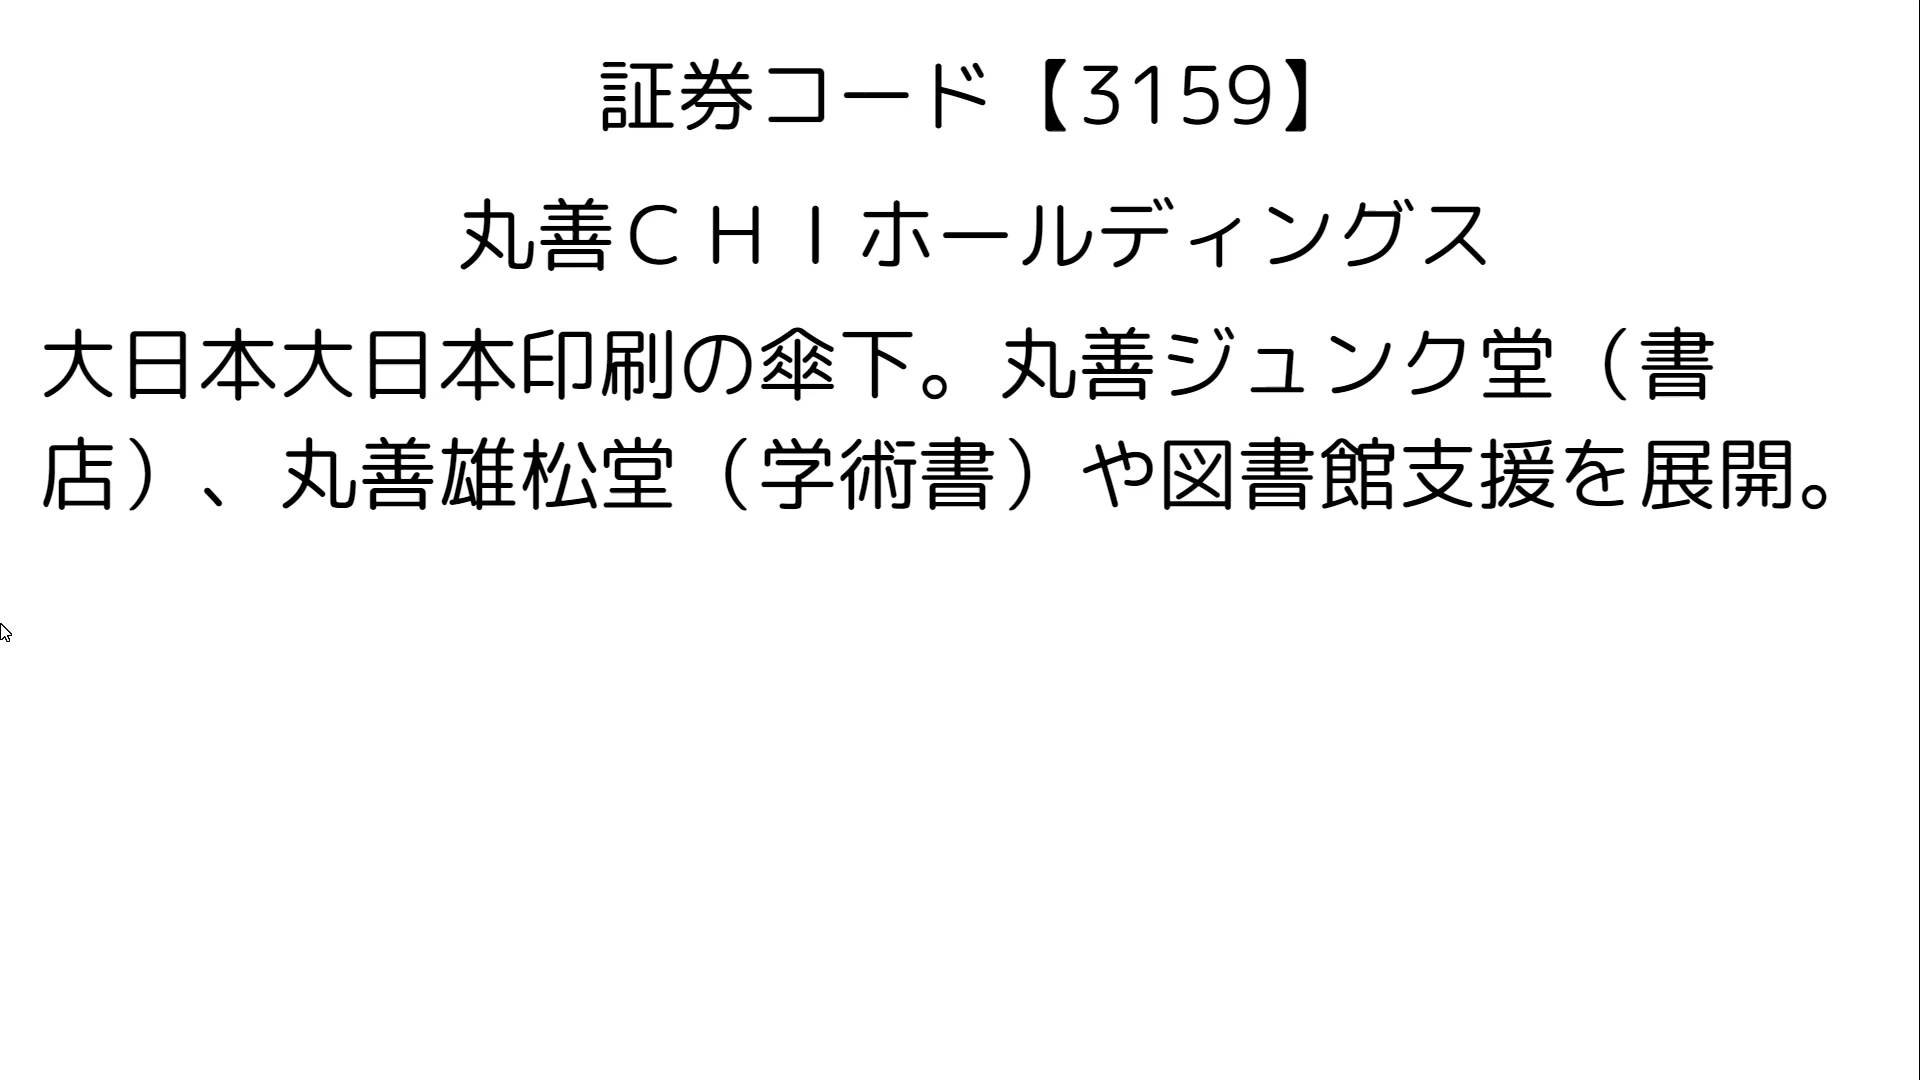 証券コード【3159】
丸善ＣＨＩホールディングス
大日本大日本印刷の傘下。丸善ジュンク堂（書
店）、丸善雄松堂（学術書）や図書館支援を展開。